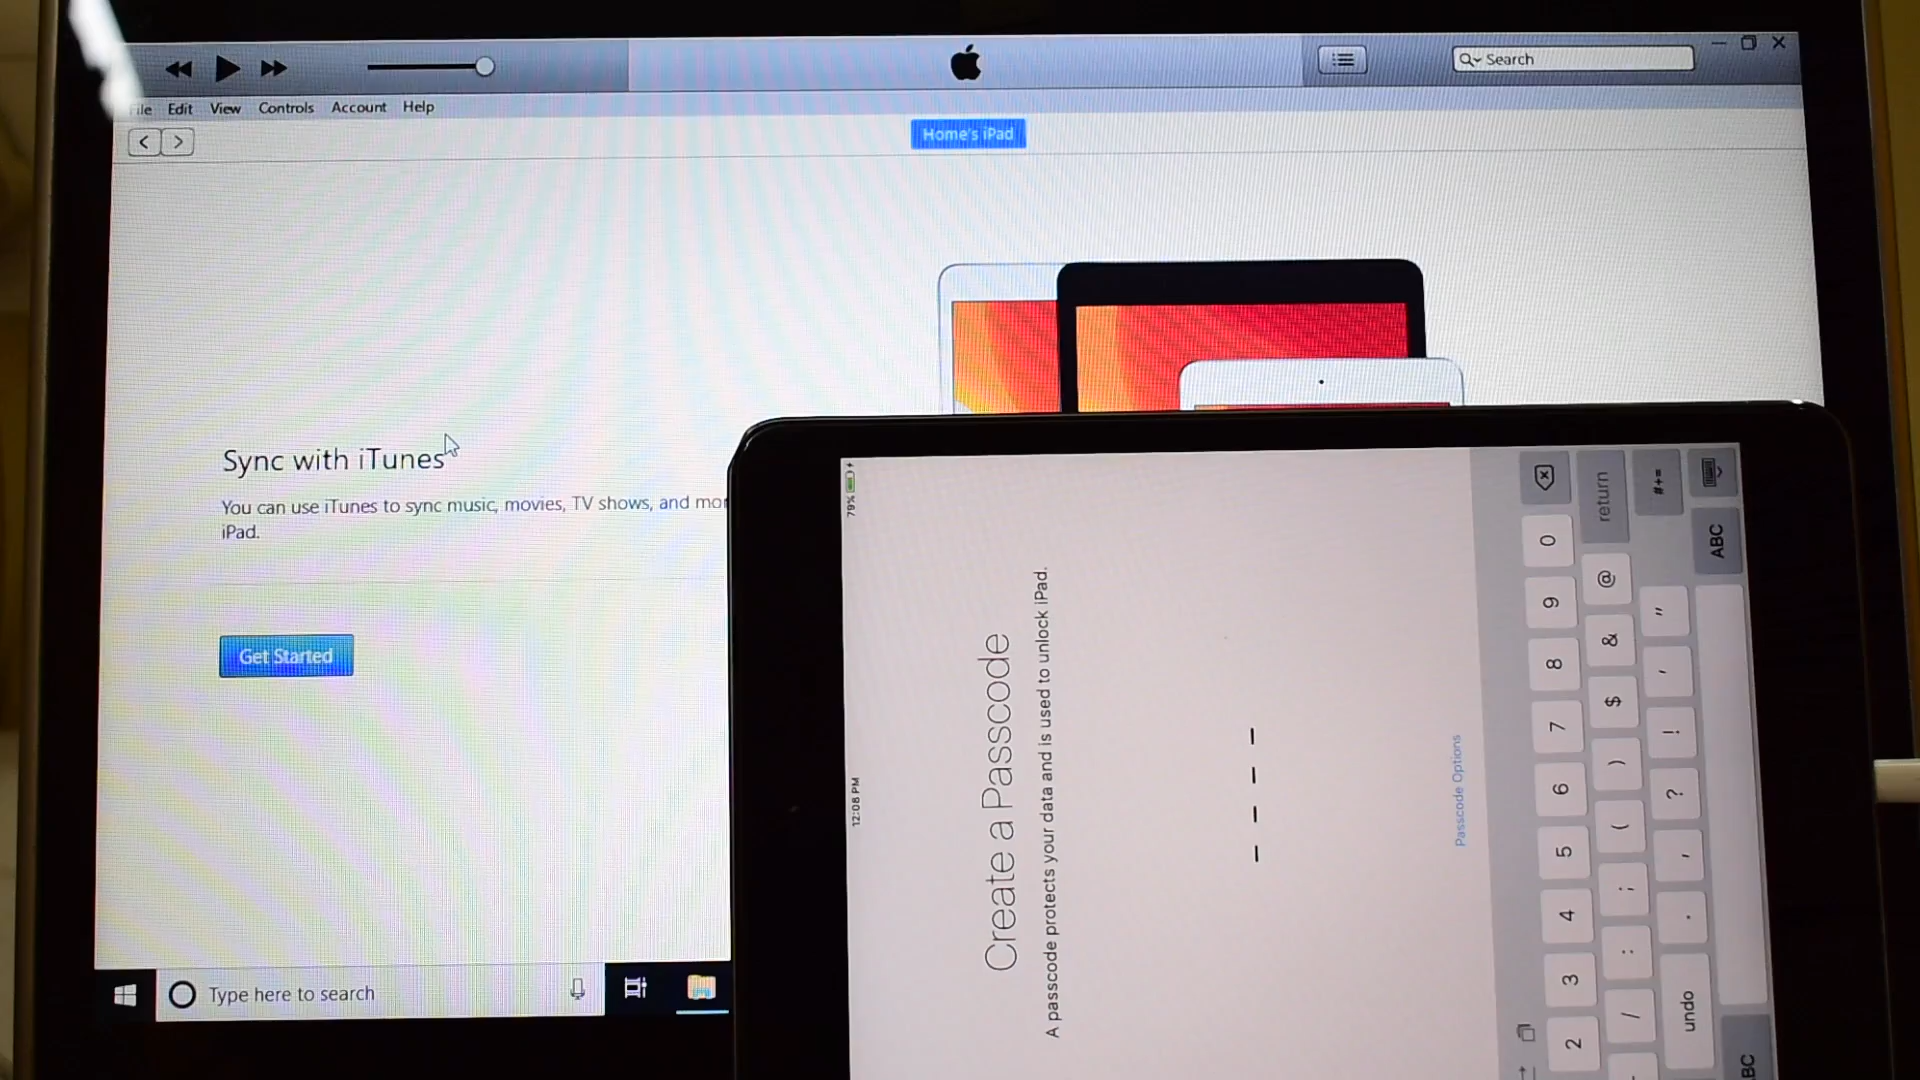 Search
File Edit View Controls Account Help
Home's iPad
Sync with iTunes
You can use iTunes to sync music, movies, TV shows, and
iPad.
Get Started
Type here to search
79%
12:08 PM
Create a Passcode
A passcode protects your data and is used to unlock iPad.
Passcode Options
2 3 4 5 6 7 8 9 0
/ : ; ( ) $ & @ return
undo . , ? ! ' " #+=
ABC